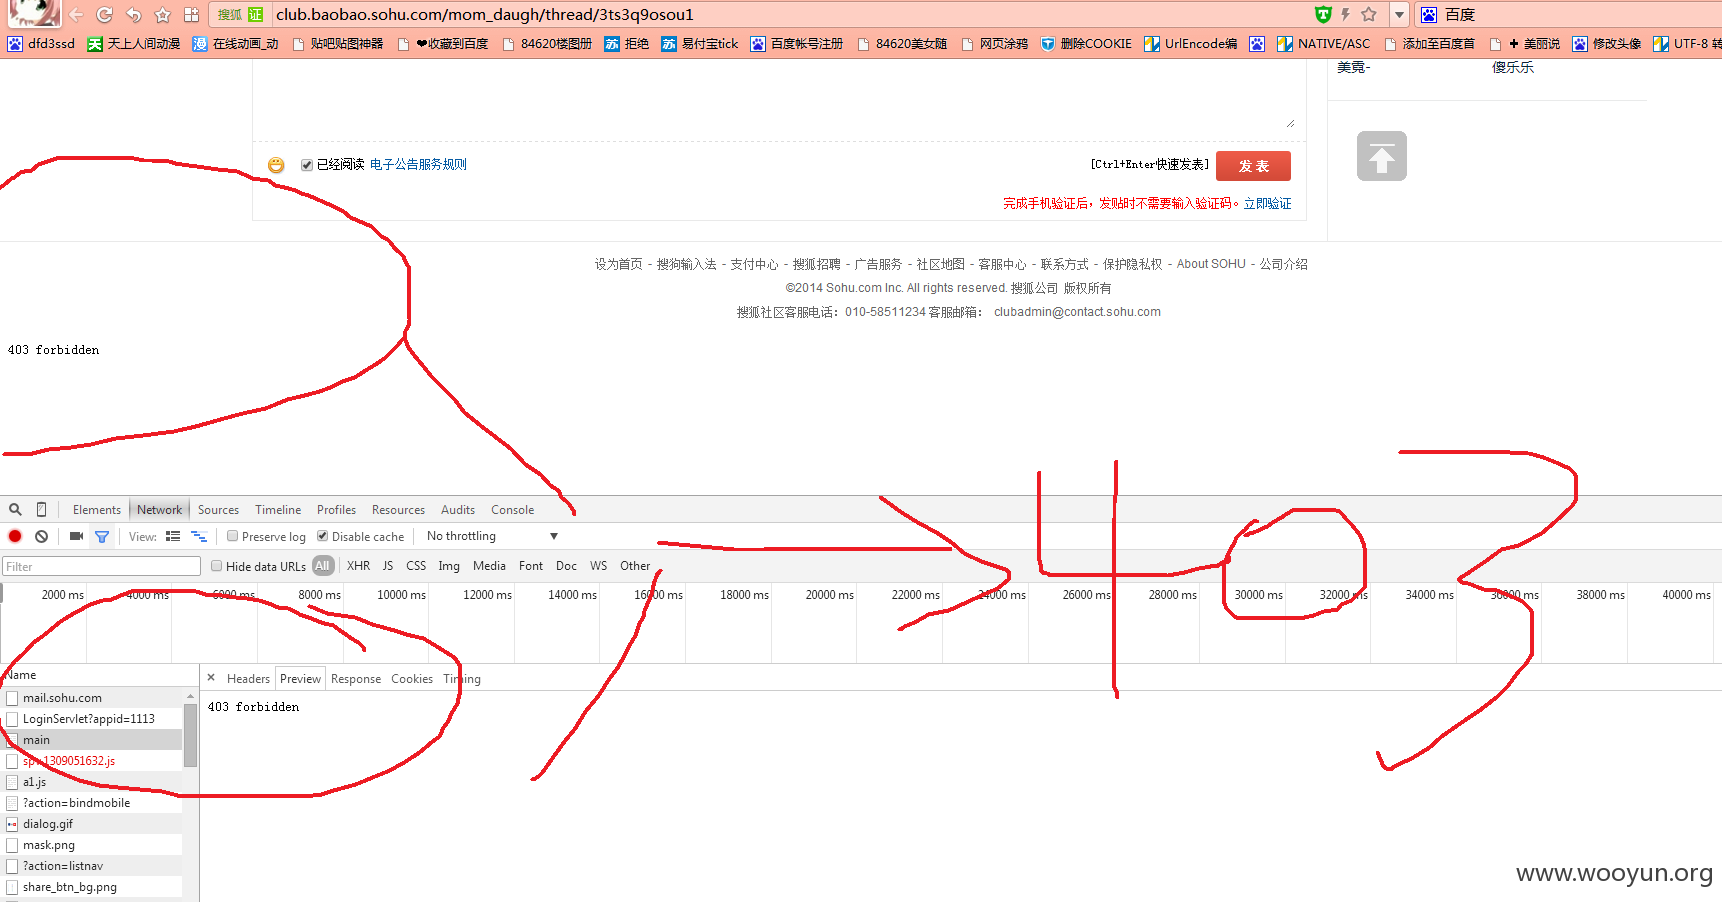 搜狐 证 club.baobao.sohu.com/mom_daugh/thread/3ts3q9osou1 百度
dfd3ssd 天上人间动漫 在线动画_动 贴吧贴图神器 ❤收藏到百度 84620楼图册 拒绝 易付宝tick 百度帐号注册 84620美女随 网页涂鸦 删除COOKIE UrlEncode编 NATIVE/ASC 添加至百度首 + 美丽说 修改头像 UTF-8 转
美霓- 傻乐乐
已经阅读 电子公告服务规则 [Ctrl+Enter快速发表] 发 表
完成手机验证后，发贴时不需要输入验证码。立即验证
设为首页 - 搜狗输入法 - 支付中心 - 搜狐招聘 - 广告服务 - 社区地图 - 客服中心 - 联系方式 - 保护隐私权 - About SOHU - 公司介绍
©2014 Sohu.com Inc. All rights reserved. 搜狐公司 版权所有
搜狐社区客服电话：010-58511234 客服邮箱： clubadmin@contact.sohu.com
403 forbidden
403
Elements Network Sources Timeline Profiles Resources Audits Console
View: Preserve log Disable cache No throttling
Filter Hide data URLs All XHR JS CSS Img Media Font Doc WS Other
2000 ms 4000 ms 6000 ms 8000 ms 10000 ms 12000 ms 14000 ms 16000 ms 18000 ms 20000 ms 22000 ms 24000 ms 26000 ms 28000 ms 30000 ms 32000 ms 34000 ms 36000 ms 38000 ms 40000 ms
Name × Headers Preview Response Cookies Timing
mail.sohu.com
403 forbidden
LoginServlet?appid=1113
main
spv.1309051632.js
a1.js
?action=bindmobile
dialog.gif
mask.png
?action=listnav
share_btn_bg.png
www.wooyun.org